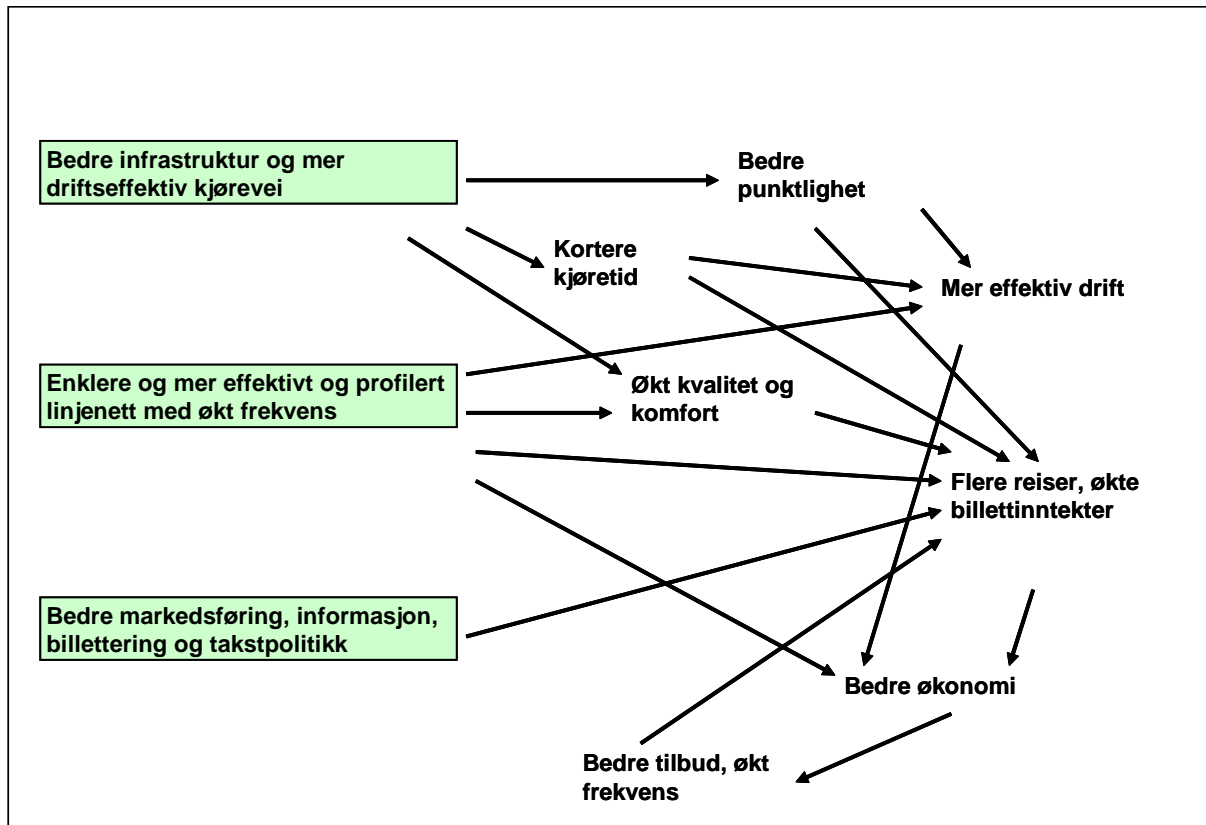 Bedre infrastruktur og mer
driftseffektiv kjørevei
Bedre
punktlighet
Kortere
kjøretid
Mer effektiv drift
Enklere og mer effektivt og profilert
linjenett med økt frekvens
Økt kvalitet og
komfort
Flere reiser, økte
billettinntekter
Bedre markedsføring, informasjon,
billettering og takstpolitikk
Bedre økonomi
Bedre tilbud, økt
frekvens